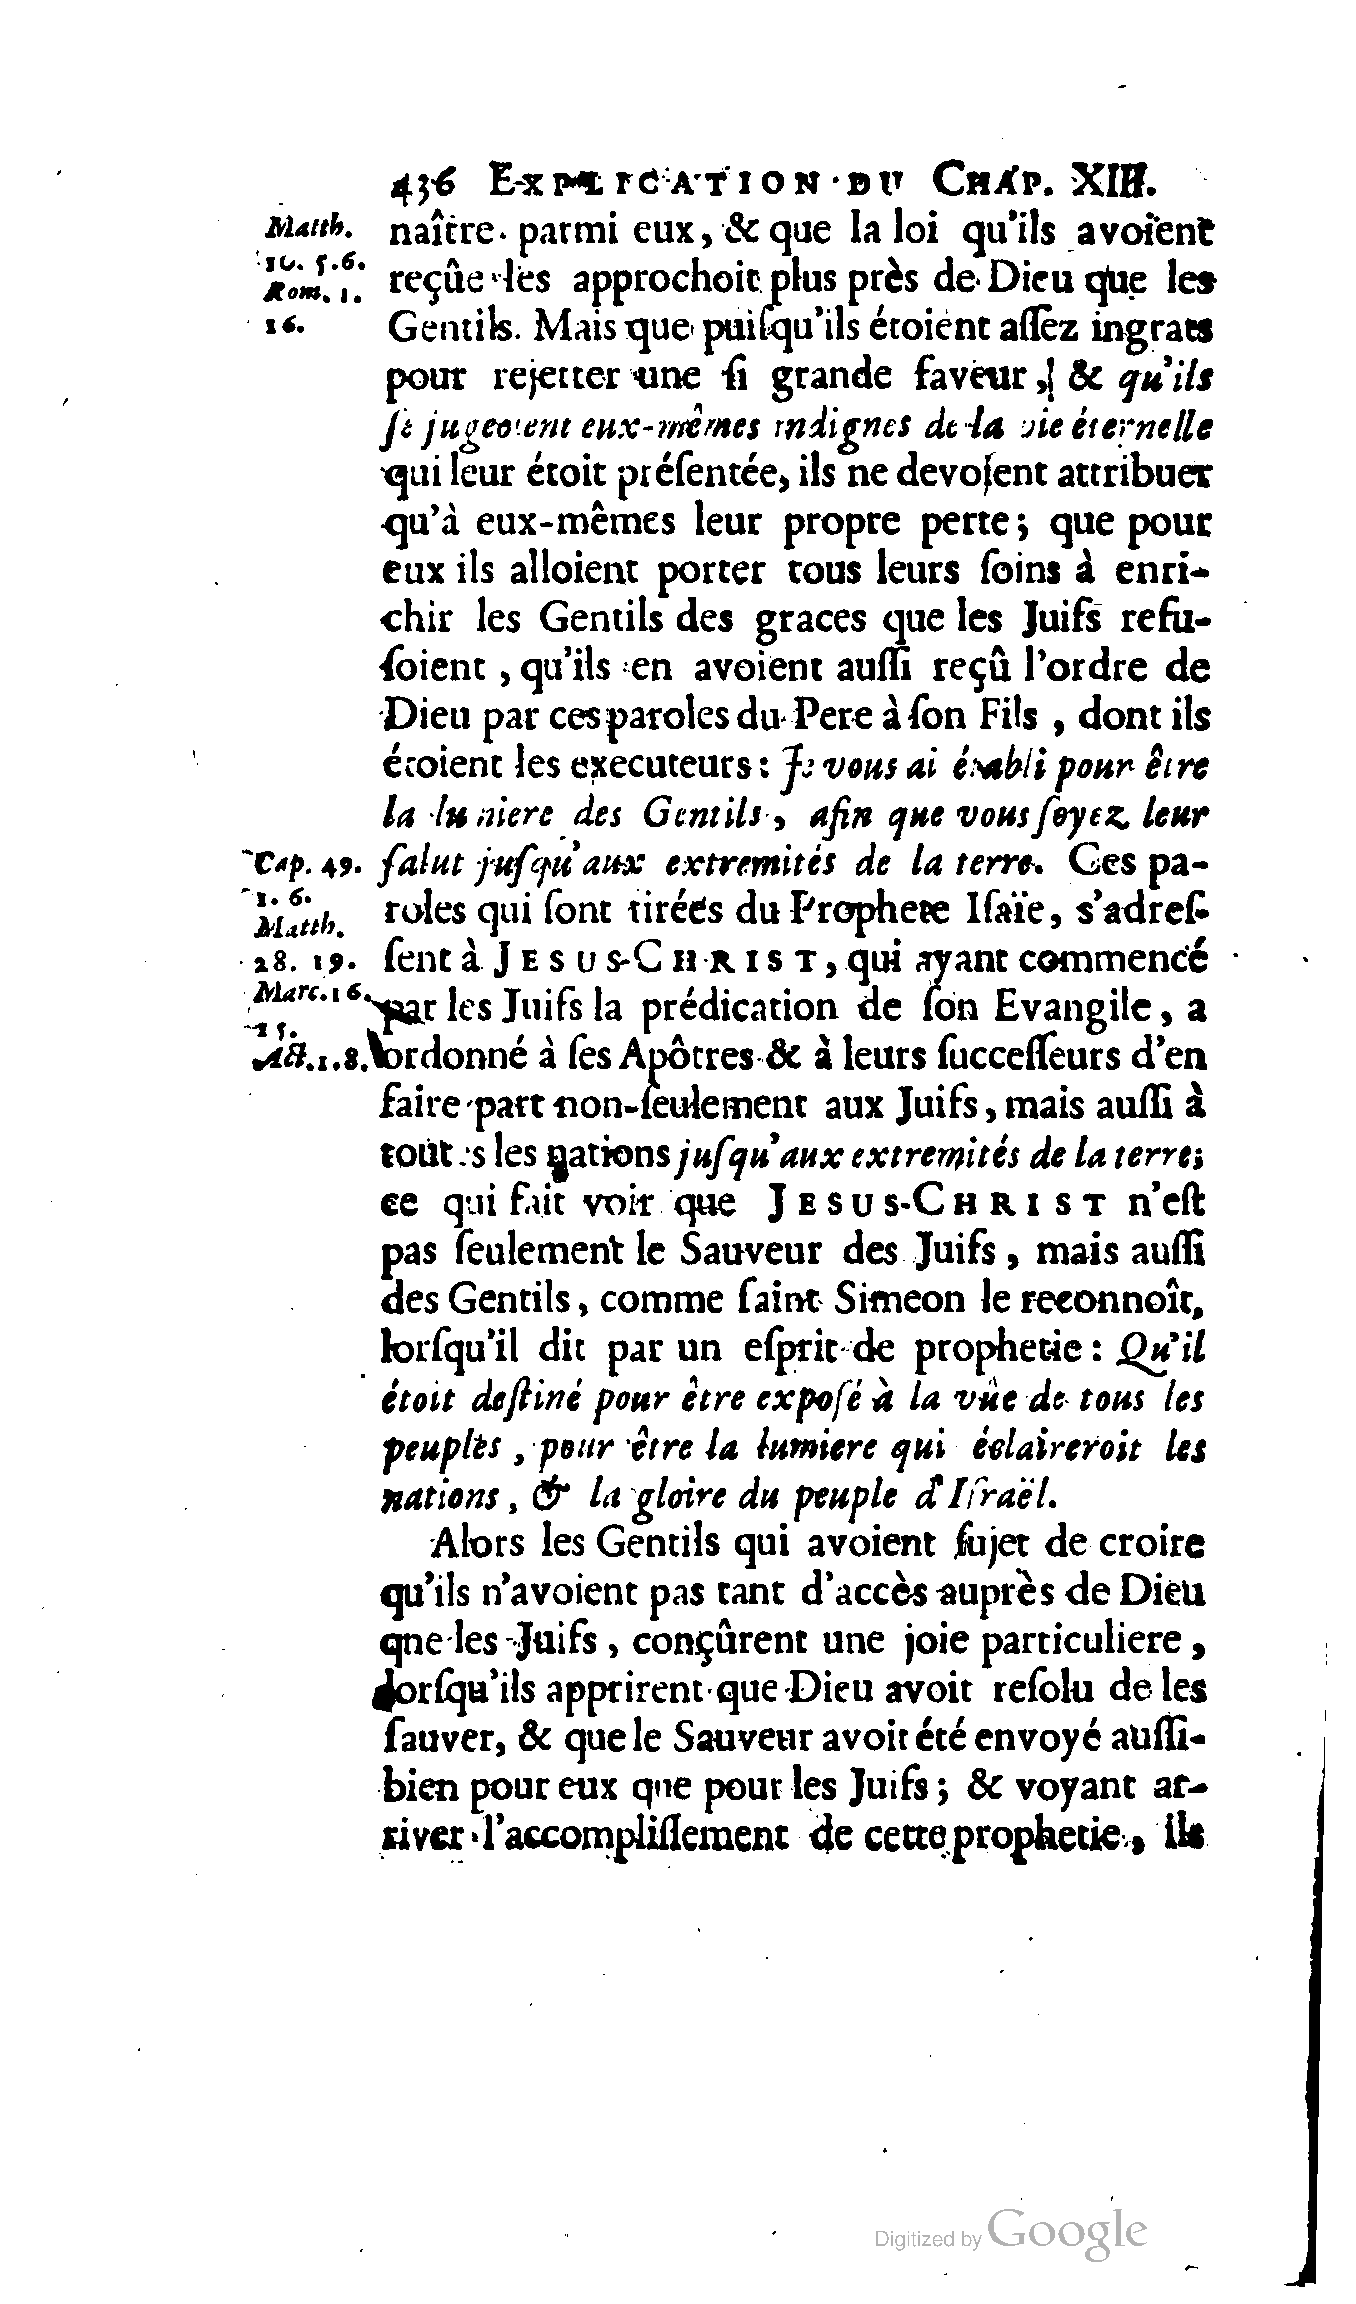 436 EXPLICATION DU CHAP. XIII.
Matth.
10. 5.6.
Rom. 1.
16.
naître parmi eux, & que la loi qu'ils avoient
reçûe les approchoit plus près de Dieu que les
Gentils. Mais que puiſqu'ils étoient aſſez ingrats
pour rejetter une ſi grande faveur, & qu'ils
ſe jugeoient eux-mêmes indignes de la vie éternelle
qui leur étoit préſentée, ils ne devoient attribuer
qu'à eux-mêmes leur propre perte; que pour
eux ils alloient porter tous leurs ſoins à enri-
chir les Gentils des graces que les Juifs refu-
ſoient, qu'ils en avoient auſſi reçû l'ordre de
Dieu par ces paroles du Pere à ſon Fils, dont ils
étoient les executeurs: Je vous ai établi pour être
la lumiere des Gentils, afin que vous ſoyez leur
ſalut juſqu'aux extremités de la terre. Ces pa-
Cap. 49.
1. 6.
Matth.
28. 19.
Marc. 16.
15.
Act. 1.8.
roles qui ſont tirées du Prophete Iſaïe, s'adreſ-
ſent à JESUS-CHRIST, qui ayant commencé
par les Juifs la prédication de ſon Evangile, a
ordonné à ſes Apôtres & à leurs ſucceſſeurs d'en
faire part non-ſeulement aux Juifs, mais auſſi à
toutes les nations juſqu'aux extremités de la terre;
ce qui fait voir que JESUS-CHRIST n'eſt
pas ſeulement le Sauveur des Juifs, mais auſſi
des Gentils, comme ſaint Simeon le reconnoît,
lorſqu'il dit par un eſprit de prophetie: Qu'il
étoit deſtiné pour être expoſé à la vûe de tous les
peuples, pour être la lumiere qui éclaireroit les
nations, & la gloire du peuple d'Iſraël.
Alors les Gentils qui avoient ſujet de croire
qu'ils n'avoient pas tant d'accès auprès de Dieu
que les Juifs, conçûrent une joie particuliere,
lorſqu'ils apprirent que Dieu avoit reſolu de les
ſauver, & que le Sauveur avoit été envoyé auſſi-
bien pour eux que pour les Juifs; & voyant ar-
river l'accompliſſement de cette prophetie, ils
Digitized by Google